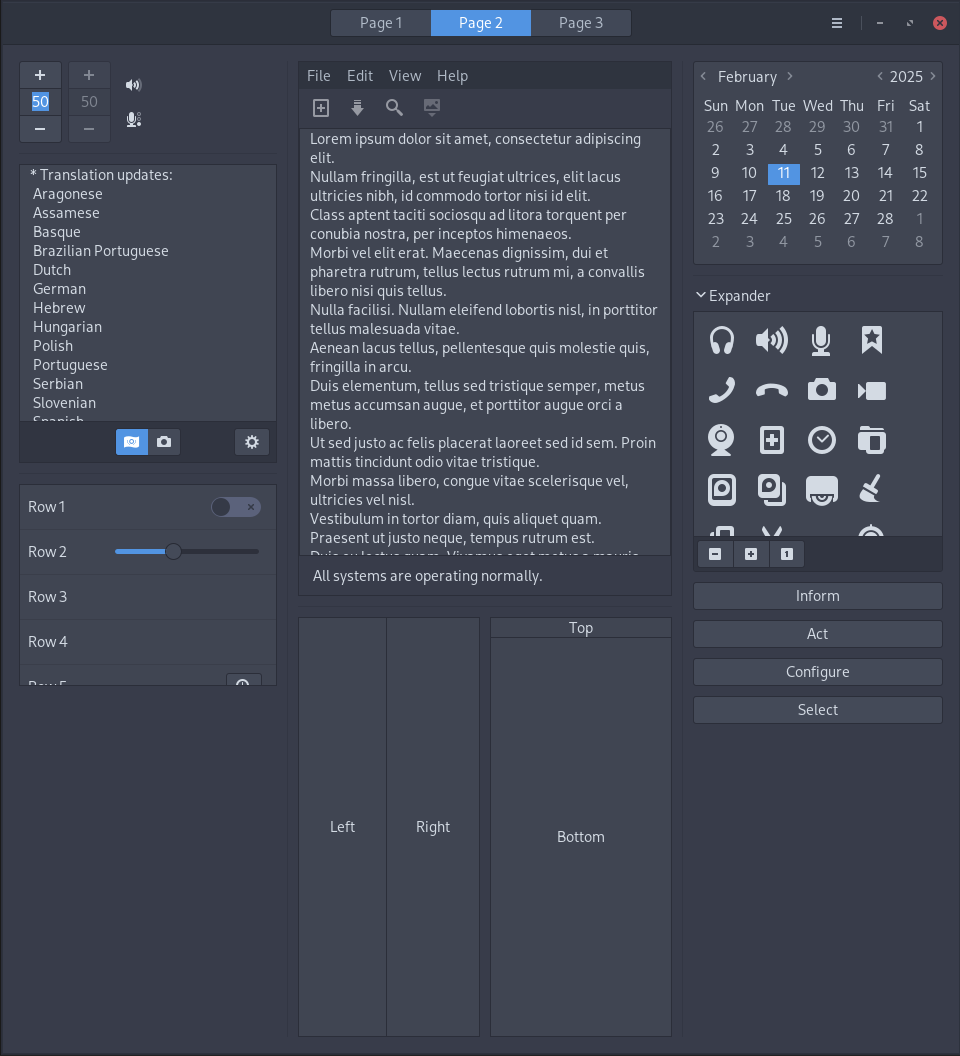 Page 1 Page 2 Page 3
50 50
* Translation updates:
Aragonese
Assamese
Basque
Brazilian Portuguese
Dutch
German
Hebrew
Hungarian
Polish
Portuguese
Serbian
Slovenian
Spanish
Row 1
Row 2
Row 3
Row 4
Row 5
File Edit View Help
Lorem ipsum dolor sit amet, consectetur adipiscing
elit.
Nullam fringilla, est ut feugiat ultrices, elit lacus
ultricies nibh, id commodo tortor nisi id elit.
Class aptent taciti sociosqu ad litora torquent per
conubia nostra, per inceptos himenaeos.
Morbi vel elit erat. Maecenas dignissim, dui et
pharetra rutrum, tellus lectus rutrum mi, a convallis
libero nisi quis tellus.
Nulla facilisi. Nullam eleifend lobortis nisl, in porttitor
tellus malesuada vitae.
Aenean lacus tellus, pellentesque quis molestie quis,
fringilla in arcu.
Duis elementum, tellus sed tristique semper, metus
metus accumsan augue, et porttitor augue orci a
libero.
Ut sed justo ac felis placerat laoreet sed id sem. Proin
mattis tincidunt odio vitae tristique.
Morbi massa libero, congue vitae scelerisque vel,
ultricies vel nisl.
Vestibulum in tortor diam, quis aliquet quam.
Praesent ut justo neque, tempus rutrum est.
Duis eu lectus quam. Vivamus eget metus a mauris
All systems are operating normally.
Left Right
Top
Bottom
February 2025
Sun Mon Tue Wed Thu Fri Sat
26 27 28 29 30 31 1
2 3 4 5 6 7 8
9 10 11 12 13 14 15
16 17 18 19 20 21 22
23 24 25 26 27 28 1
2 3 4 5 6 7 8
Expander
1
Inform
Act
Configure
Select